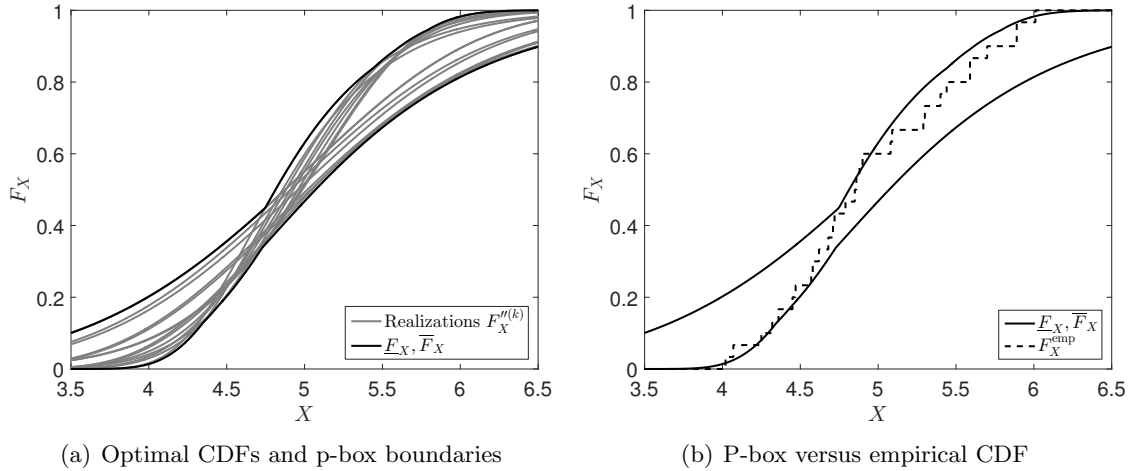 1
0.8
0.6
0.4
0.2
0
F_X
3.5 4 4.5 5 5.5 6 6.5
X
Realizations F_X''^(k)
F_X, F̅_X
(a) Optimal CDFs and p-box boundaries
1
0.8
0.6
0.4
0.2
0
F_X
3.5 4 4.5 5 5.5 6 6.5
X
F_X, F̅_X
F_X^emp
(b) P-box versus empirical CDF